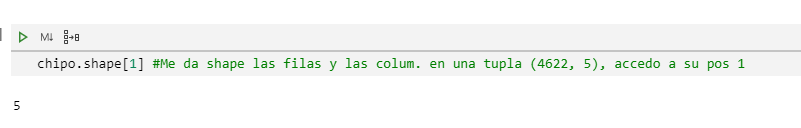 M↓
chipo.shape[1] #Me da shape las filas y las colum. en una tupla (4622, 5), accedo a su pos 1
5